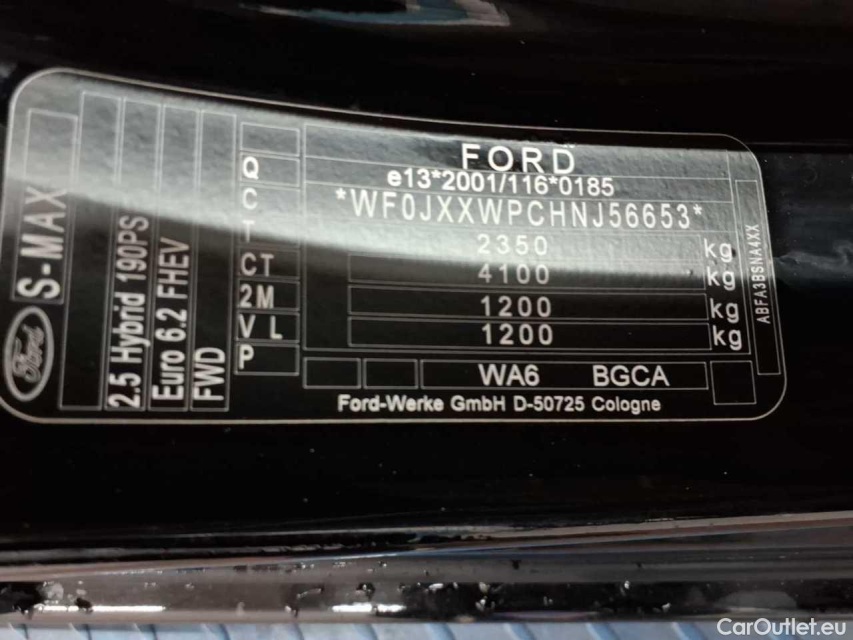 FORD
e13*2001/116*0185
*WF0JXXWPCHNJ56653*
2350 kg
4100 kg
1200 kg
1200 kg
WA6 BGCA
Ford-Werke GmbH D-50725 Cologne
Q
C
T
CT
2M
V L
P
Ford S-MAX
2.5 Hybrid 190PS
Euro 6.2 FHEV
FWD
ABFA3BSNA4XX
CarOutlet.eu